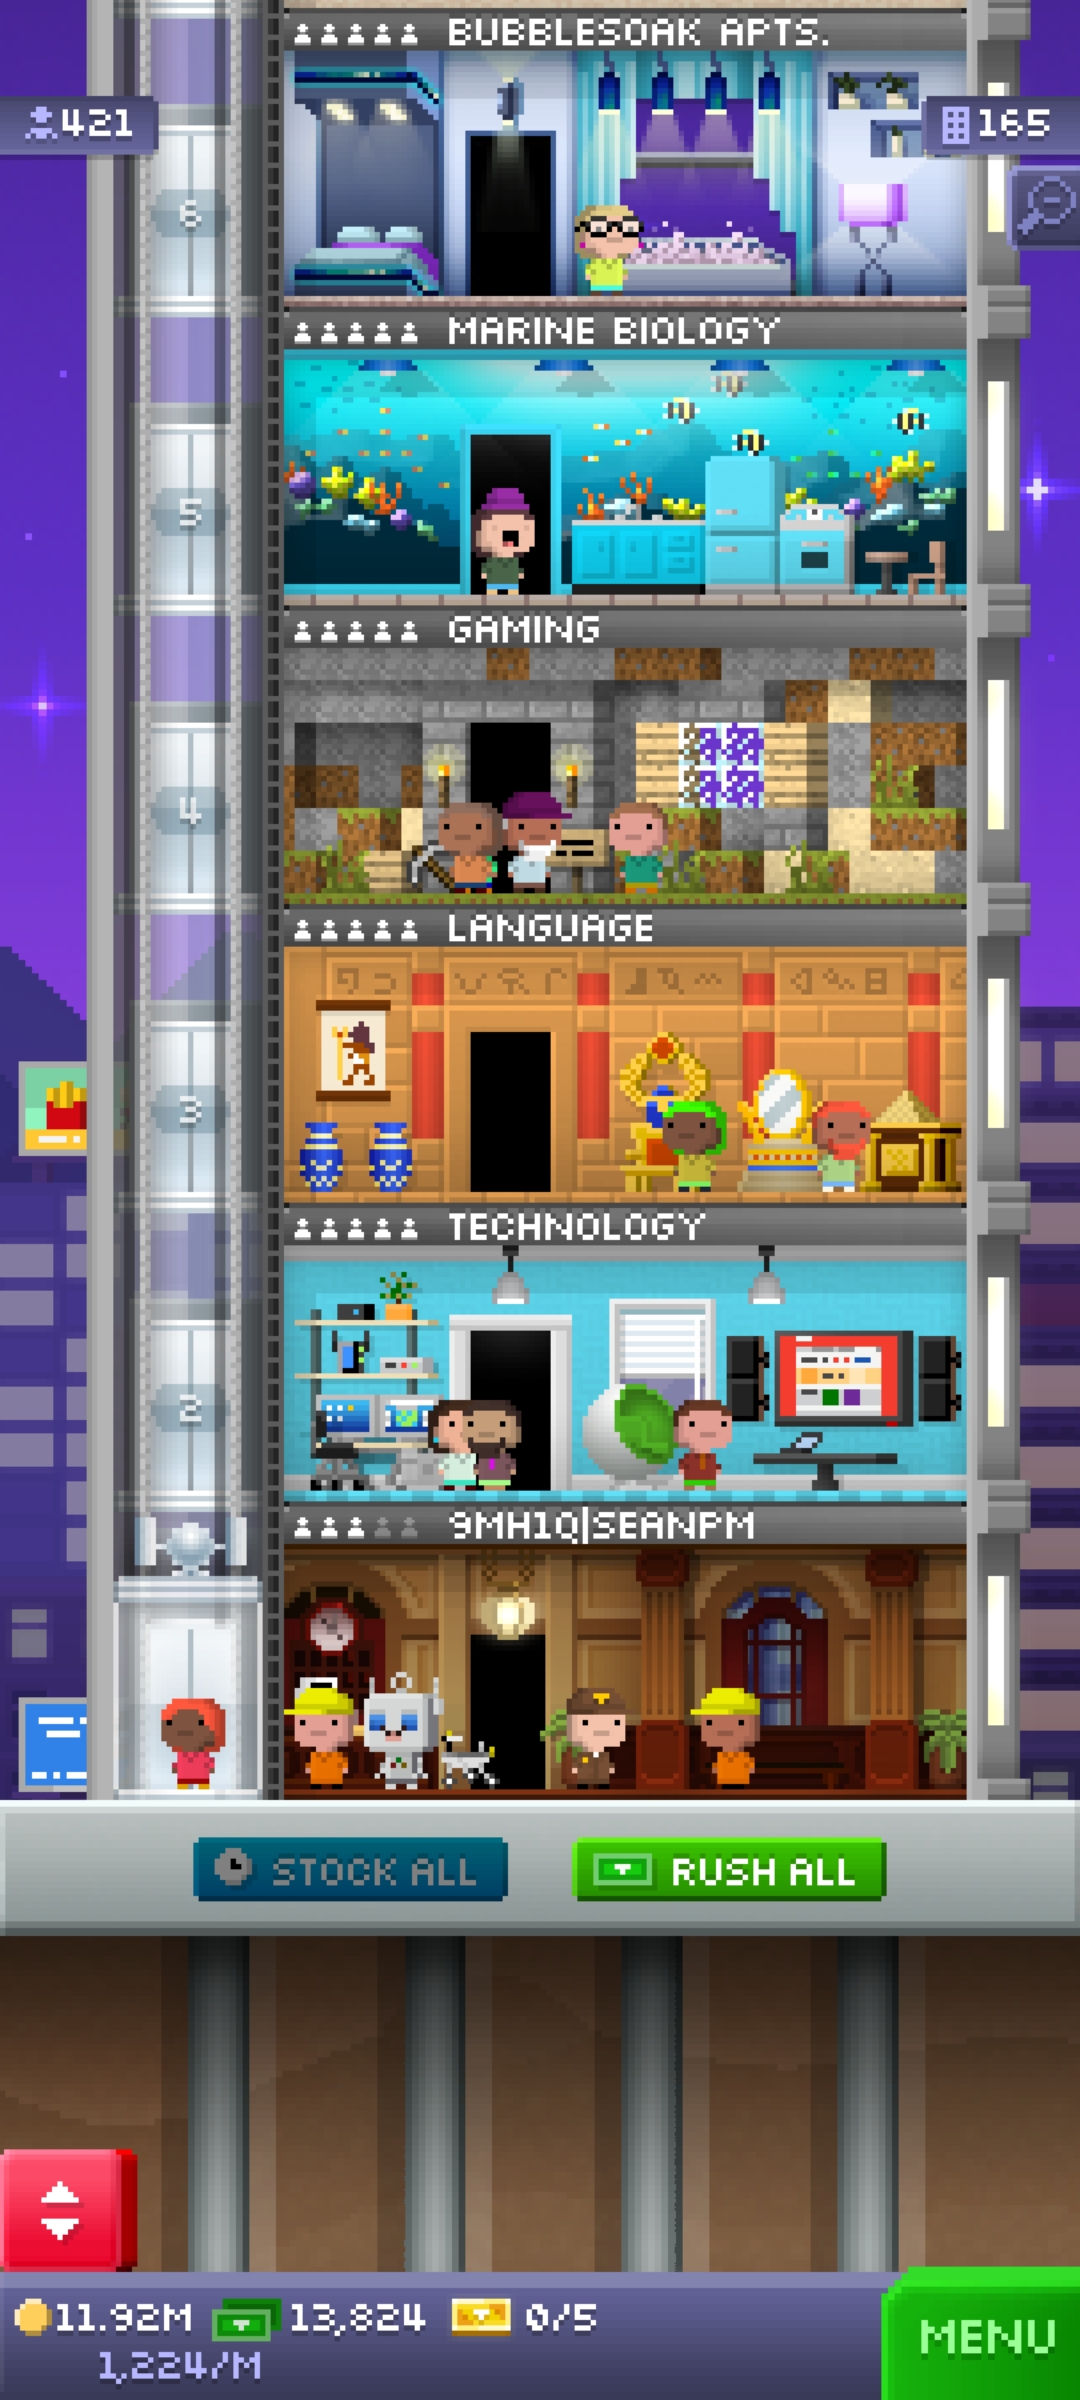 BUBBLESOAK APTS.
421
165
6
MARINE BIOLOGY
5
GAMING
4
LANGUAGE
3
TECHNOLOGY
2
9MH1Q|SEANPM
STOCK ALL
RUSH ALL
11.92M
13,824
0/5
1,224/M
MENU